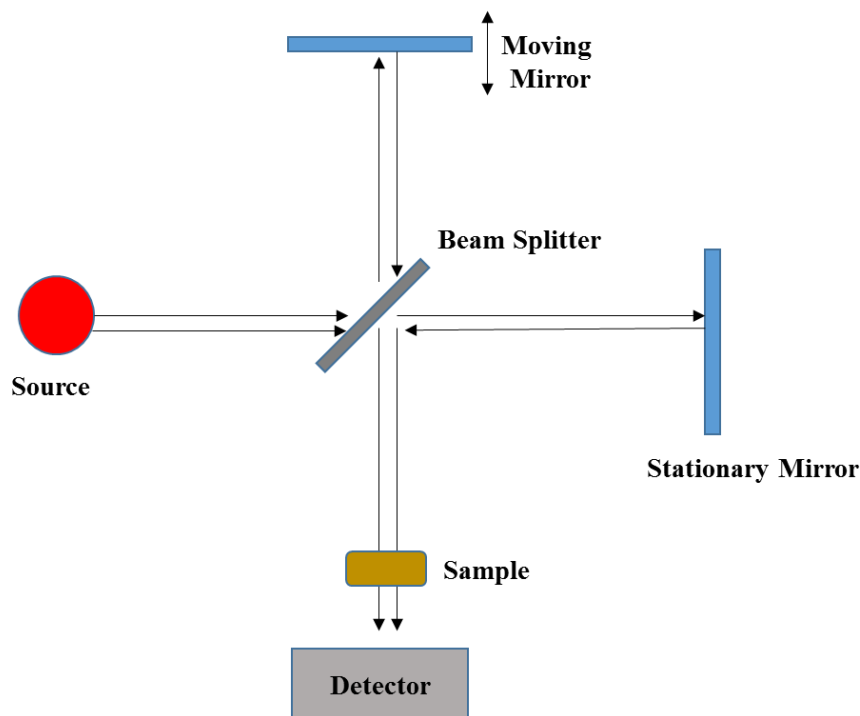 Moving
Mirror
Beam Splitter
Source
Stationary Mirror
Sample
Detector